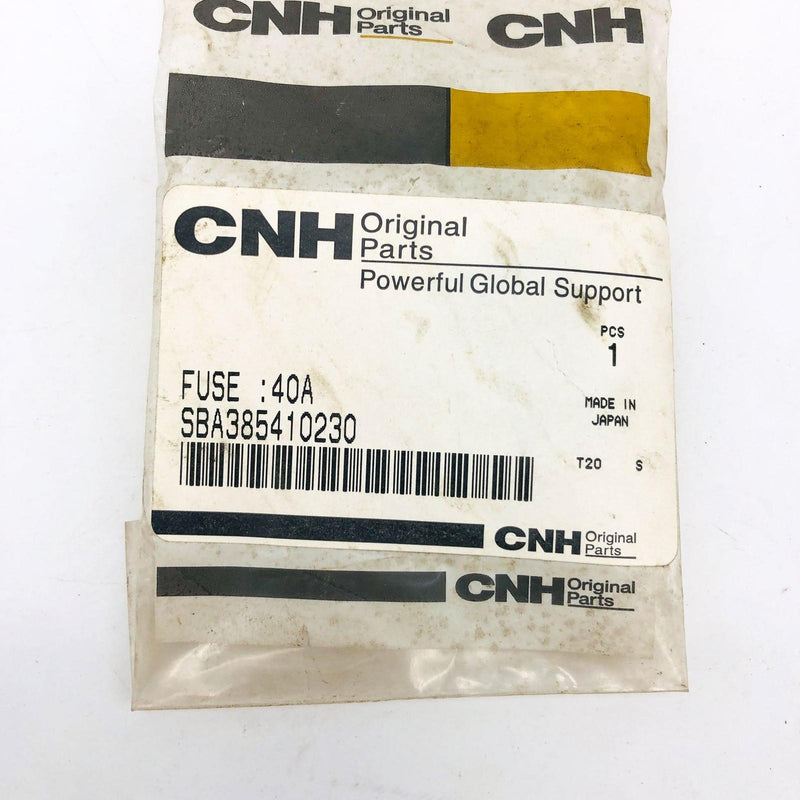 CNH Original Parts
CNH
CNH Original Parts
Powerful Global Support
PCS
1
FUSE :40A
SBA385410230
MADE IN
JAPAN
T20 S
CNH Original Parts
CNH Original Parts